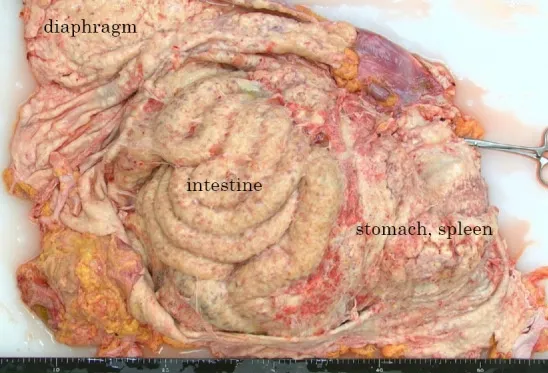 diaphragm
intestine
stomach, spleen